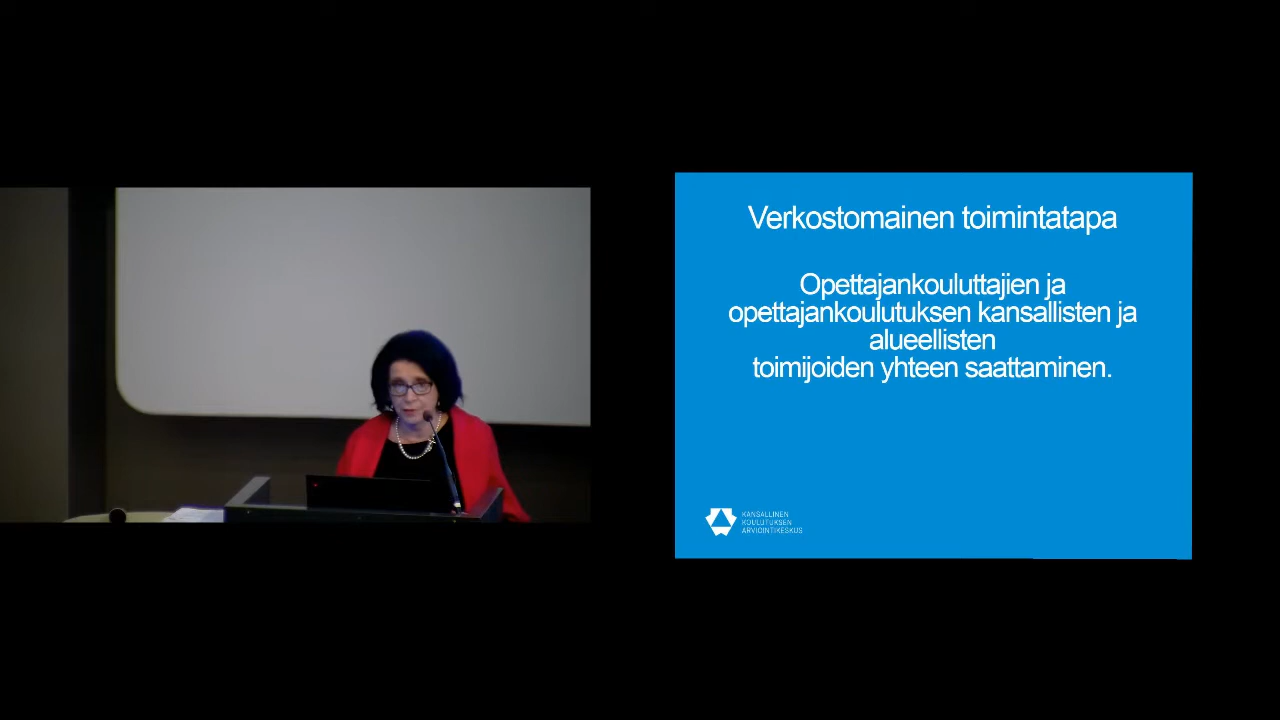 Verkostomainen toimintatapa
Opettajankouluttajien ja
opettajankoulutuksen kansallisten ja
alueellisten
toimijoiden yhteen saattaminen.
KANSALLINEN
KOULUTUKSEN
ARVIOINTIKESKUS